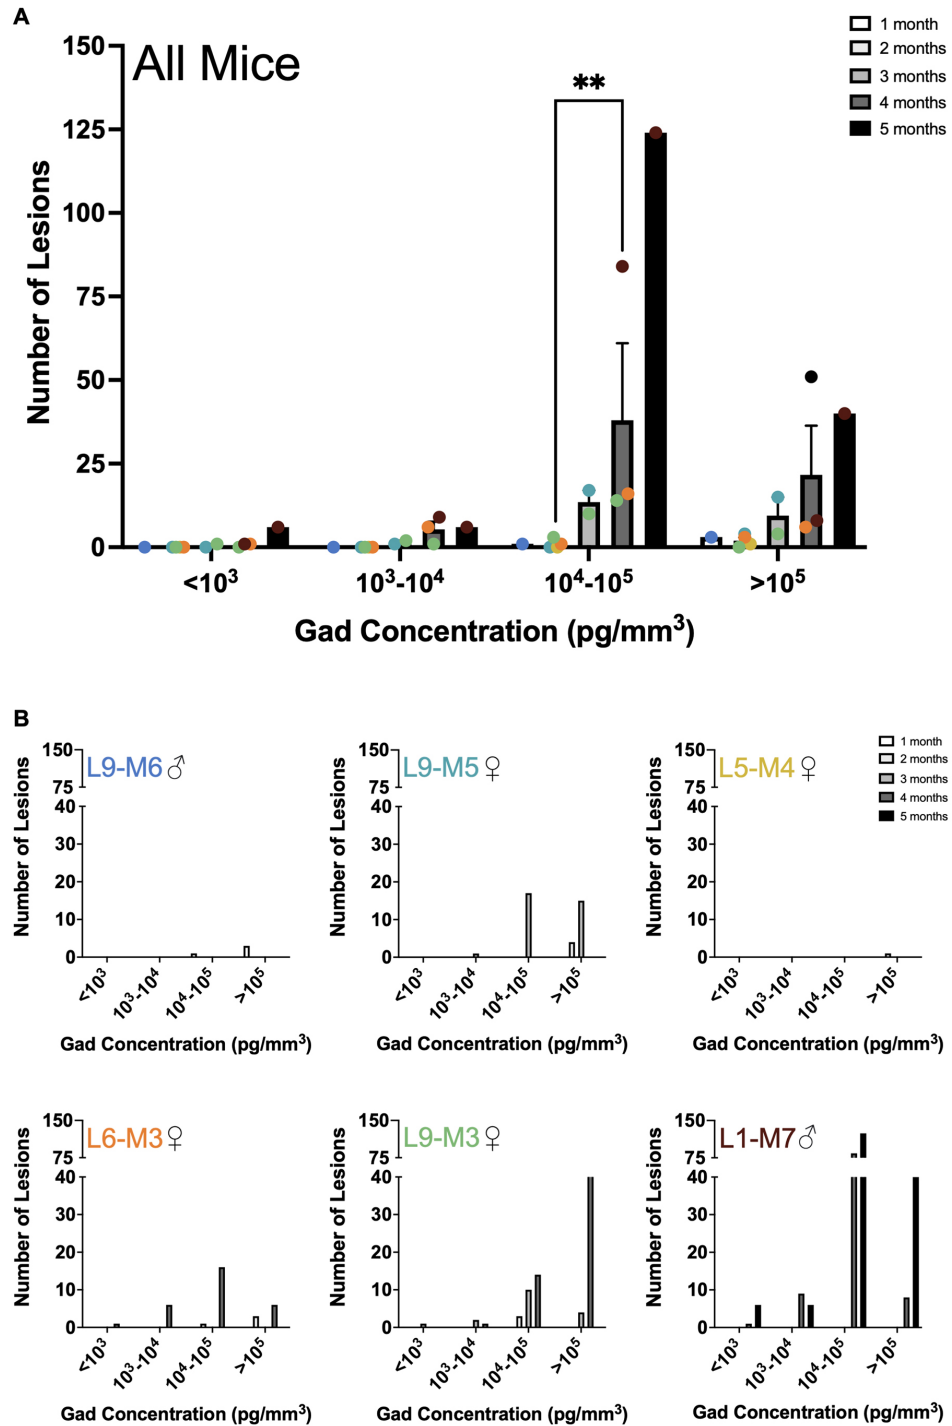 A
1 month
2 months
3 months
4 months
5 months
All Mice
**
150
125
100
75
50
25
0
Number of Lesions
<10³ 10³-10⁴ 10⁴-10⁵ >10⁵
Gad Concentration (pg/mm³)
B
1 month
2 months
3 months
4 months
5 months
L9-M6 ♂
150
75
40
30
20
10
0
Number of Lesions
<10³ 10³-10⁴ 10⁴-10⁵ >10⁵
Gad Concentration (pg/mm³)
L9-M5 ♀
150
75
40
30
20
10
0
Number of Lesions
<10³ 10³-10⁴ 10⁴-10⁵ >10⁵
Gad Concentration (pg/mm³)
L5-M4 ♀
150
75
40
30
20
10
0
Number of Lesions
<10³ 10³-10⁴ 10⁴-10⁵ >10⁵
Gad Concentration (pg/mm³)
L6-M3 ♀
150
75
40
30
20
10
0
Number of Lesions
<10³ 10³-10⁴ 10⁴-10⁵ >10⁵
Gad Concentration (pg/mm³)
L9-M3 ♀
150
75
40
30
20
10
0
Number of Lesions
<10³ 10³-10⁴ 10⁴-10⁵ >10⁵
Gad Concentration (pg/mm³)
L1-M7 ♂
150
75
40
30
20
10
0
Number of Lesions
<10³ 10³-10⁴ 10⁴-10⁵ >10⁵
Gad Concentration (pg/mm³)